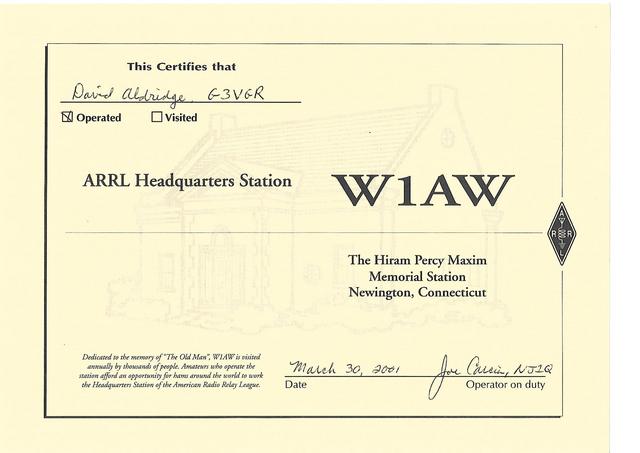 This Certifies that
David Aldridge, G3VGR
Operated Visited
ARRL Headquarters Station
W1AW
The Hiram Percy Maxim
Memorial Station
Newington, Connecticut
Dedicated to the memory of "The Old Man", W1AW is visited
annually by thousands of people. Amateurs who operate the
station afford an opportunity for hams around the world to work
the Headquarters Station of the American Radio Relay League.
March 30, 2001 Joe Carcia, NJ1Q
Date Operator on duty
A
R R
L